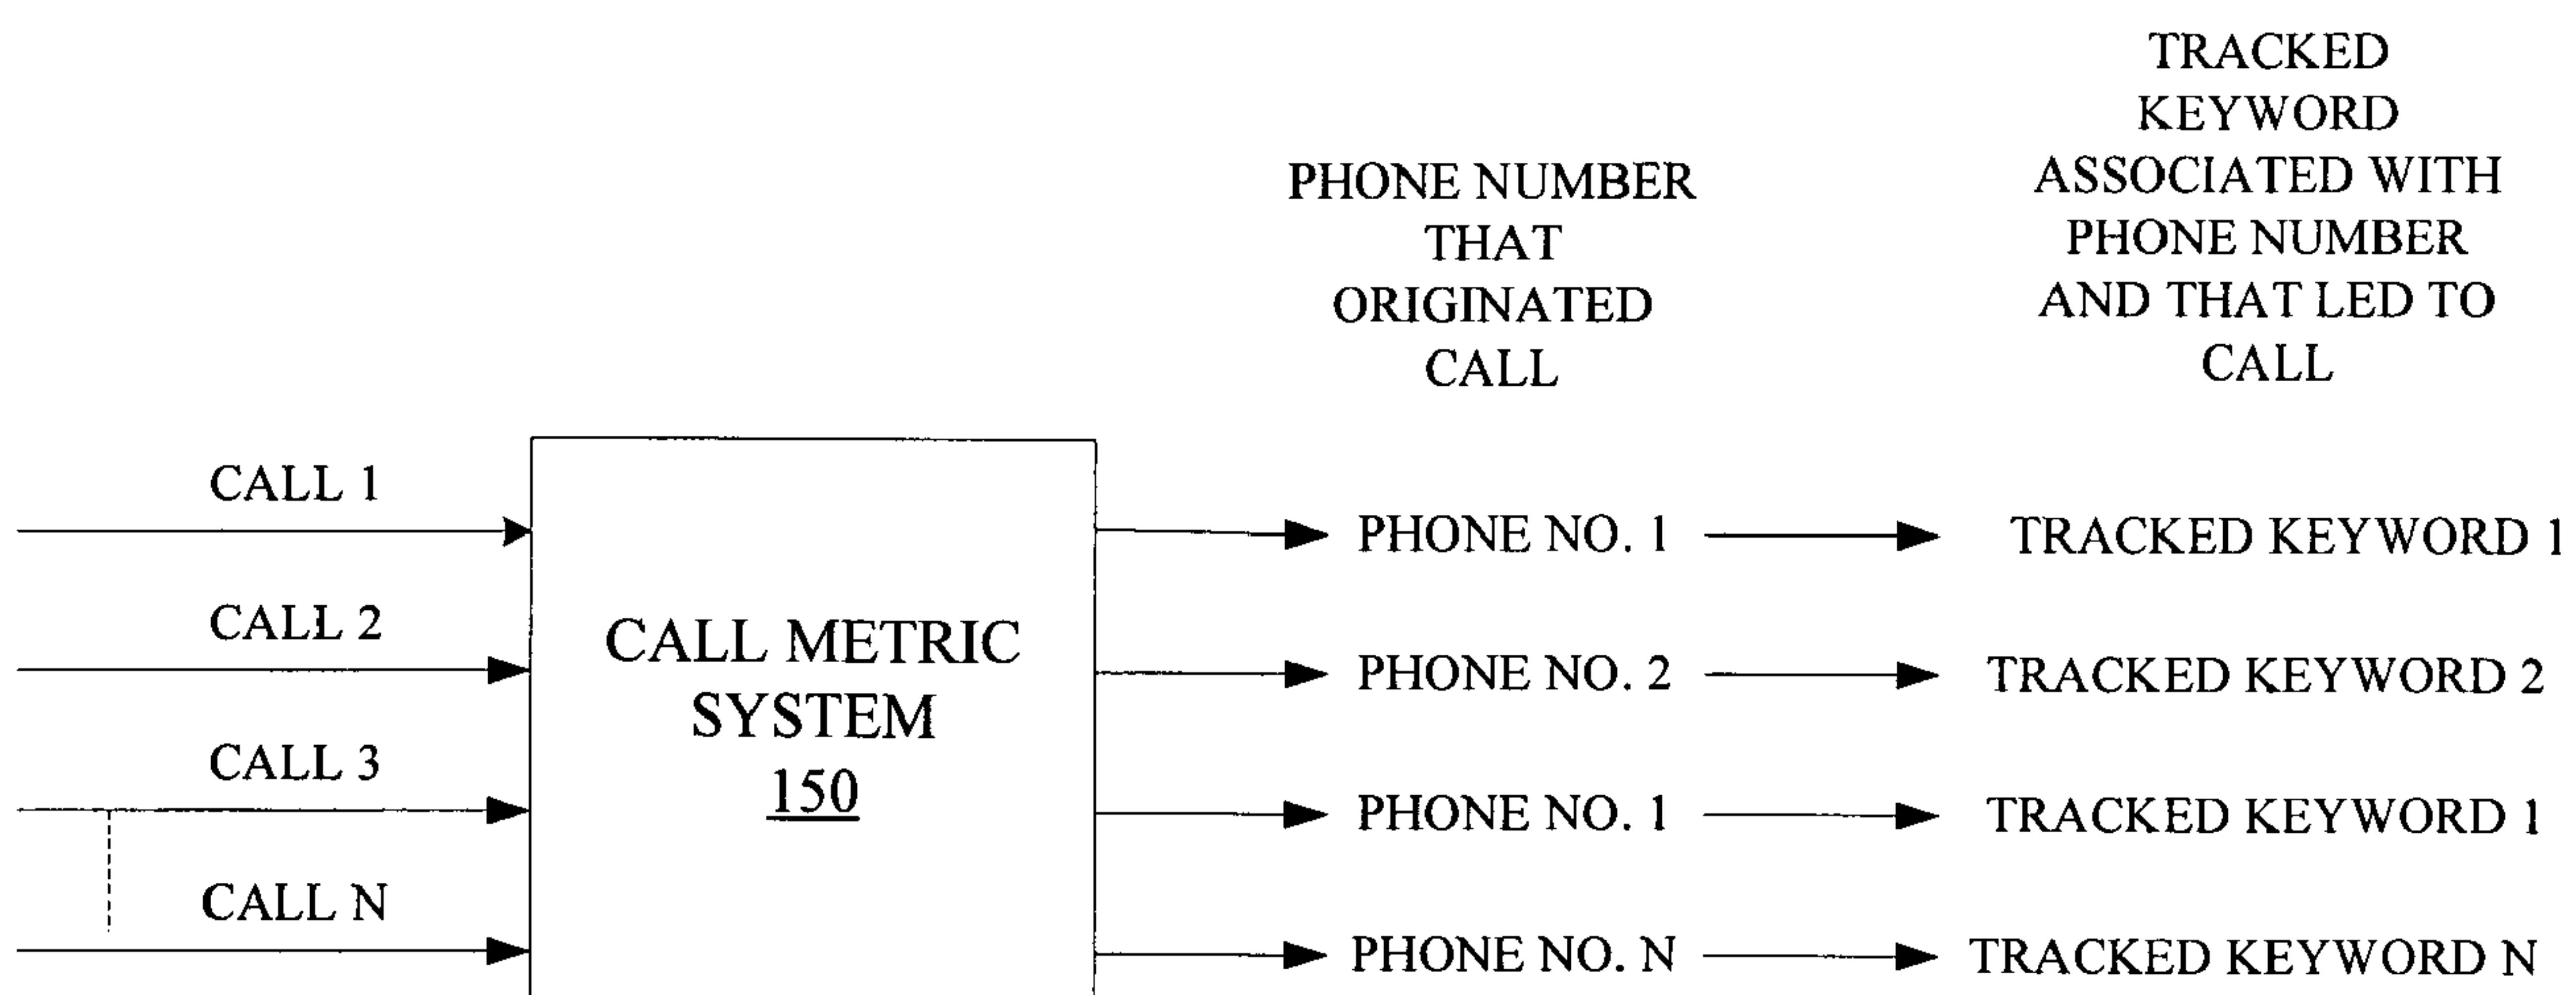 TRACKED
KEYWORD
ASSOCIATED WITH
PHONE NUMBER
AND THAT LED TO
CALL
PHONE NUMBER
THAT
ORIGINATED
CALL
CALL 1
PHONE NO. 1
TRACKED KEYWORD 1
CALL 2
PHONE NO. 2
TRACKED KEYWORD 2
CALL METRIC
SYSTEM
150
CALL 3
PHONE NO. 1
TRACKED KEYWORD 1
CALL N
PHONE NO. N
TRACKED KEYWORD N